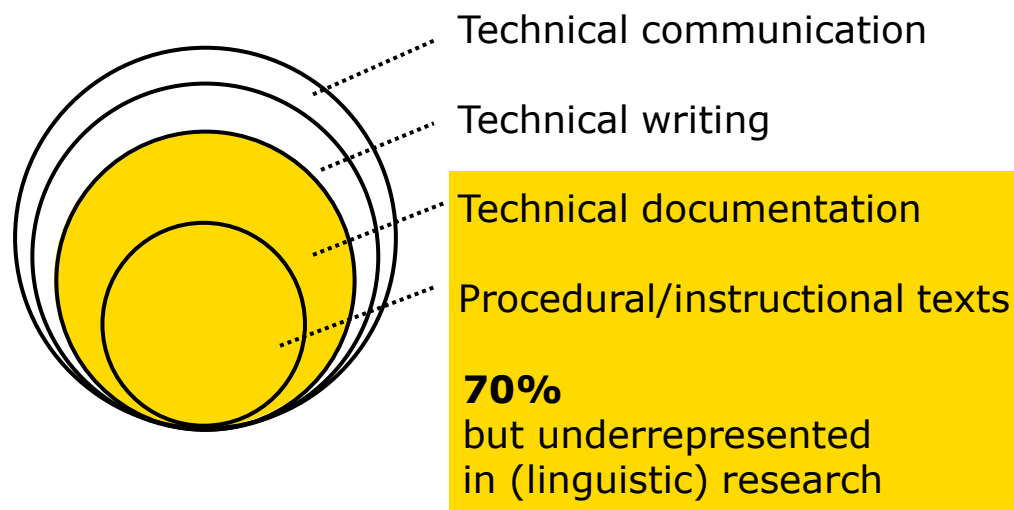 Technical communication
Technical writing
Technical documentation
Procedural/instructional texts
70%
but underrepresented
in (linguistic) research